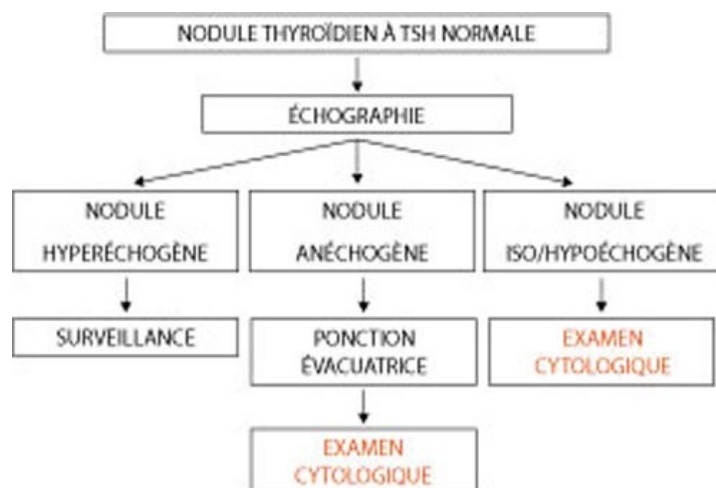 NODULE THYROÏDIEN À TSH NORMALE
ÉCHOGRAPHIE
NODULE
HYPERÉCHOGÈNE
NODULE
ANÉCHOGÈNE
NODULE
ISO/HYPOÉCHOGÈNE
SURVEILLANCE
PONCTION
ÉVACUATRICE
EXAMEN
CYTOLOGIQUE
EXAMEN
CYTOLOGIQUE